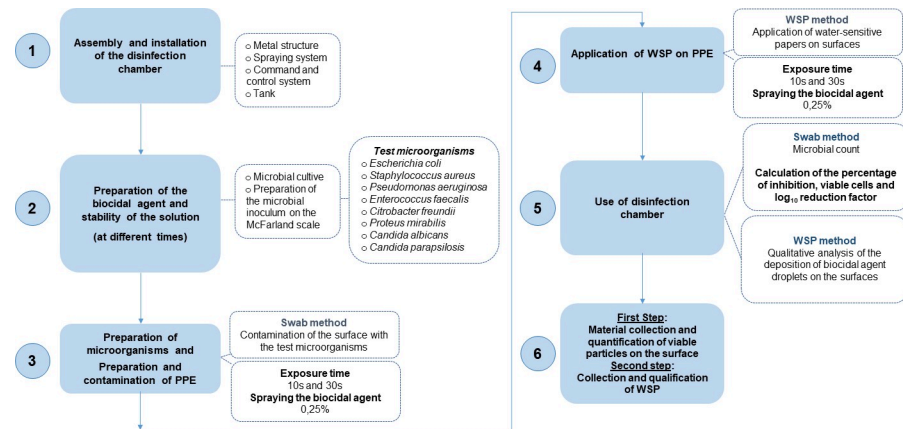 1
Assembly and installation
of the disinfection
chamber
o Metal structure
o Spraying system
o Command and
control system
o Tank
2
Preparation of the
biocidal agent and
stability of the solution
(at different times)
o Microbial cultive
o Preparation of
the microbial
inoculum on the
McFarland scale
Test microorganisms
o Escherichia coli
o Staphylococcus aureus
o Pseudomonas aeruginosa
o Enterococcus faecalis
o Citrobacter freundii
o Proteus mirabilis
o Candida albicans
o Candida parapsilosis
3
Preparation of
microorganisms and
Preparation and
contamination of PPE
Swab method
Contamination of the surface with
the test microorganisms
Exposure time
10s and 30s
Spraying the biocidal agent
0,25%
4
Application of WSP on PPE
WSP method
Application of water-sensitive
papers on surfaces
Exposure time
10s and 30s
Spraying the biocidal agent
0,25%
5
Use of disinfection
chamber
Swab method
Microbial count
Calculation of the percentage
of inhibition, viable cells and
log10 reduction factor
WSP method
Qualitative analysis of the
deposition of biocidal agent
droplets on the surfaces
6
First Step:
Material collection and
quantification of viable
particles on the surface
Second step:
Collection and qualification
of WSP